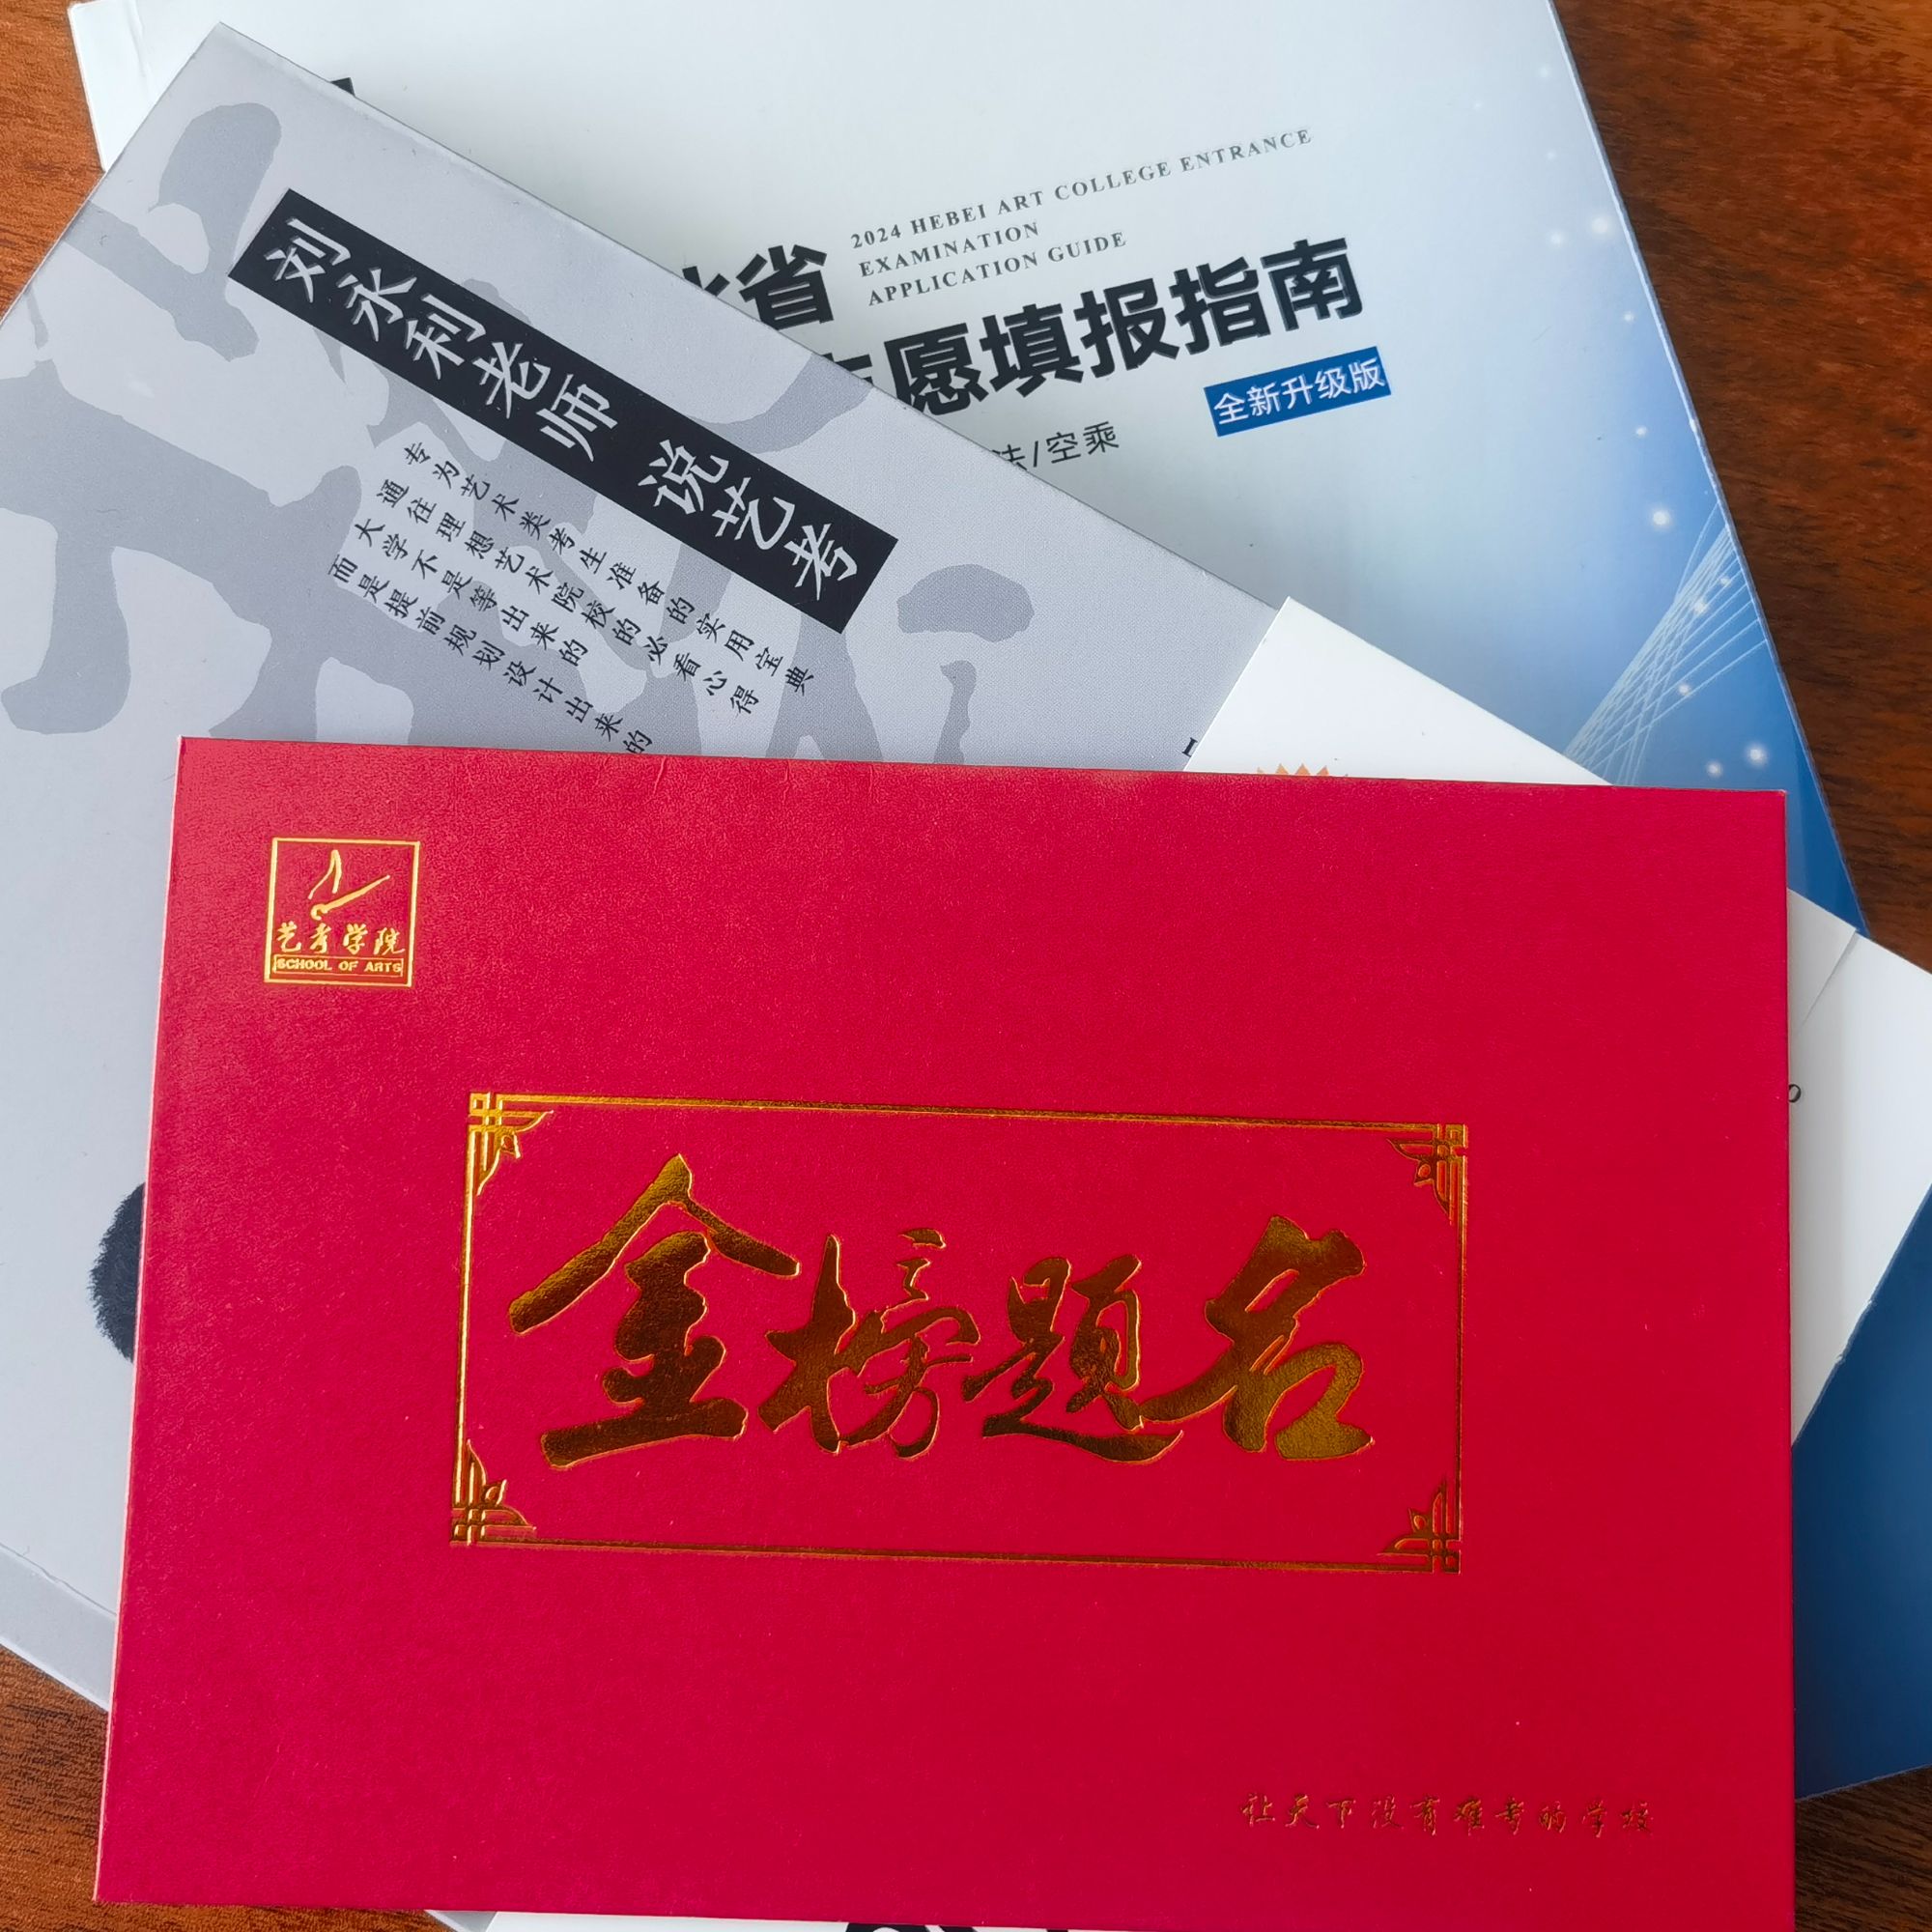 2024 HEBEI ART COLLEGE ENTRANCE
EXAMINATION
APPLICATION GUIDE
省
愿填报指南
全新升级版
/空乘
刘永利老师 说艺考
专为艺术类考生准备的实用宝典
通往理想艺术院校的必看心得
大学不是等出来的
而是提前规划设计出来的
艺考学院
SCHOOL OF ARTS
金榜题名
让天下没有难考的学校